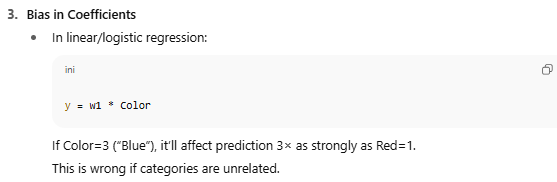 3. Bias in Coefficients
• In linear/logistic regression:
ini
y = w1 * Color
If Color=3 (“Blue”), it’ll affect prediction 3× as strongly as Red=1.
This is wrong if categories are unrelated.